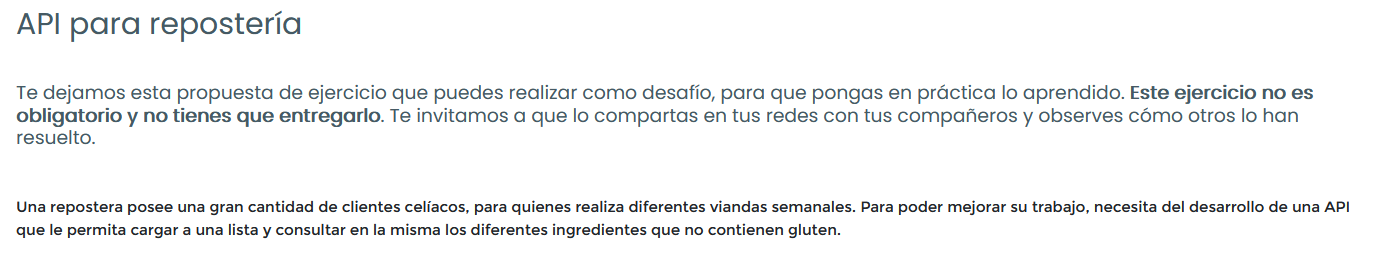 API para repostería
Te dejamos esta propuesta de ejercicio que puedes realizar como desafío, para que pongas en práctica lo aprendido. Este ejercicio no es
obligatorio y no tienes que entregarlo. Te invitamos a que lo compartas en tus redes con tus compañeros y observes cómo otros lo han
resuelto.
Una repostera posee una gran cantidad de clientes celíacos, para quienes realiza diferentes viandas semanales. Para poder mejorar su trabajo, necesita del desarrollo de una API
que le permita cargar a una lista y consultar en la misma los diferentes ingredientes que no contienen gluten.